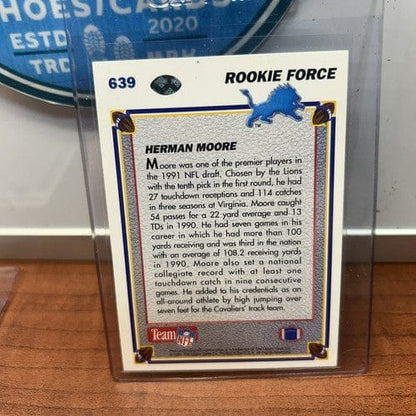 HOESICARDS
ESTD 2020
TRD MRK
639 ROOKIE FORCE
HERMAN MOORE
Moore was one of the premier players in
the 1991 NFL draft. Chosen by the Lions
with the tenth pick in the first round, he had
27 touchdown receptions and 114 catches
in three seasons at Virginia. Moore caught
54 passes for a 22 yard average and 13
TDs in 1990. He had seven games in his
career in which he had more than 100
yards receiving and was third in the nation
with an average of 108.2 receiving yards
in 1990. Moore also set a national
collegiate record with at least one
touchdown catch in nine consecutive
games. He added to his credentials as an
all-around athlete by high jumping over
seven feet for the Cavaliers' track team.
Team NFL